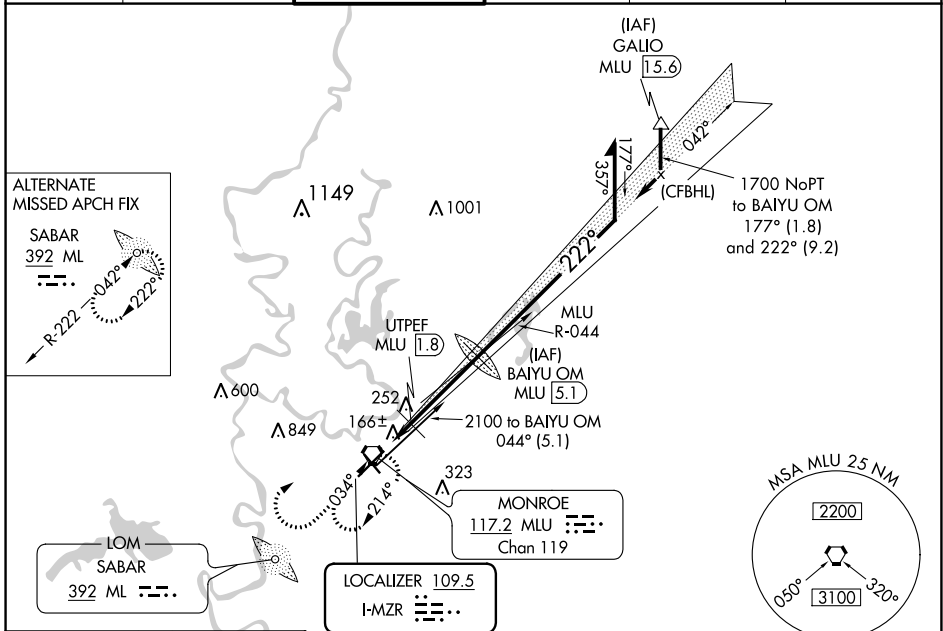 (IAF)
GALIO
MLU 15.6
042°
177°
357°
(CFBHL)
1700 NoPT
to BAIYU OM
177° (1.8)
and 222° (9.2)
222°
ALTERNATE
MISSED APCH FIX
SABAR
392 ML
042°
222°
R-222
1149
1001
MLU
R-044
UTPEF
MLU 1.8
(IAF)
BAIYU OM
MLU 5.1
600
252
849
166±
2100 to BAIYU OM
044° (5.1)
323
034°
214°
MONROE
117.2 MLU
Chan 119
LOM
SABAR
392 ML
LOCALIZER 109.5
I-MZR
MSA MLU 25 NM
2200
050°
320°
3100